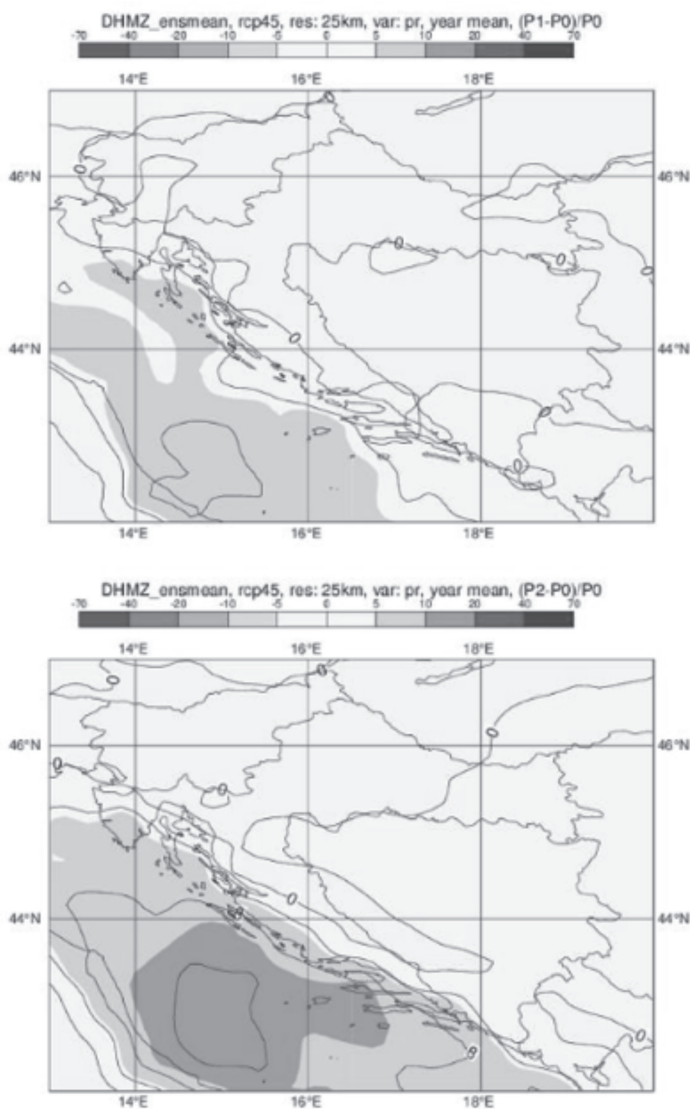 DHMZ_ensmean, rcp45, res: 25km, var: pr, year mean, (P1-P0)/P0
-70 -40 -20 -10 -5 0 5 10 20 40 70
14°E 16°E 18°E
46°N 46°N
44°N 44°N
0 0 0 0 0 0
14°E 16°E 18°E
DHMZ_ensmean, rcp45, res: 25km, var: pr, year mean, (P2-P0)/P0
-70 -40 -20 -10 -5 0 5 10 20 40 70
14°E 16°E 18°E
46°N 46°N
44°N 44°N
0 0 0 0 0 0
14°E 16°E 18°E